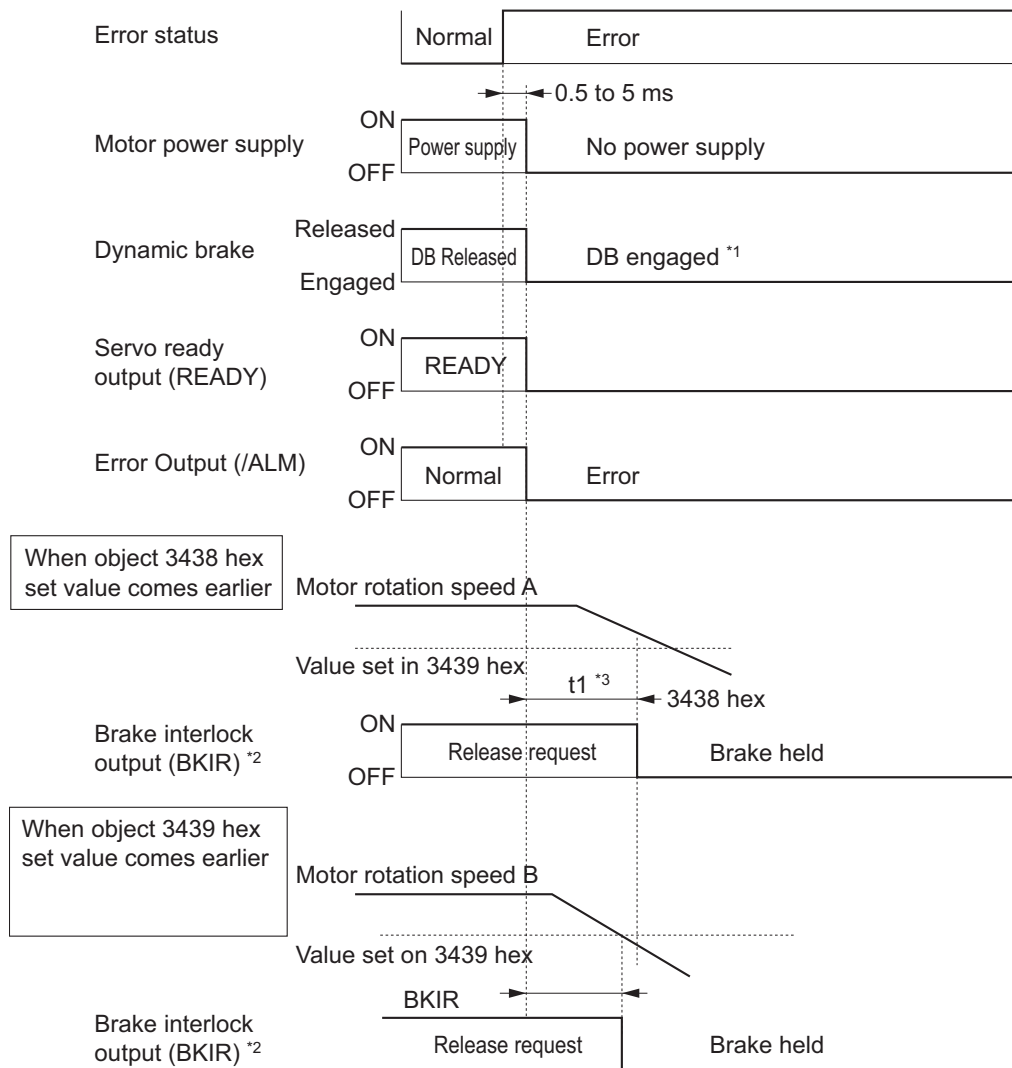 Error status
Normal
Error
0.5 to 5 ms
Motor power supply
ON
OFF
Power supply
No power supply
Dynamic brake
Released
Engaged
DB Released
DB engaged *1
Servo ready
output (READY)
ON
OFF
READY
Error Output (/ALM)
ON
OFF
Normal
Error
When object 3438 hex
set value comes earlier
Motor rotation speed A
Value set in 3439 hex
t1 *3
3438 hex
Brake interlock
output (BKIR) *2
ON
OFF
Release request
Brake held
When object 3439 hex
set value comes earlier
Motor rotation speed B
Value set on 3439 hex
BKIR
Brake interlock
output (BKIR) *2
Release request
Brake held